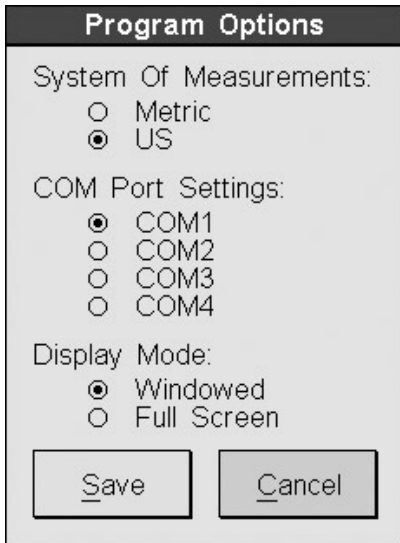 Program Options
System Of Measurements:
Metric
US
COM Port Settings:
COM1
COM2
COM3
COM4
Display Mode:
Windowed
Full Screen
Save
Cancel